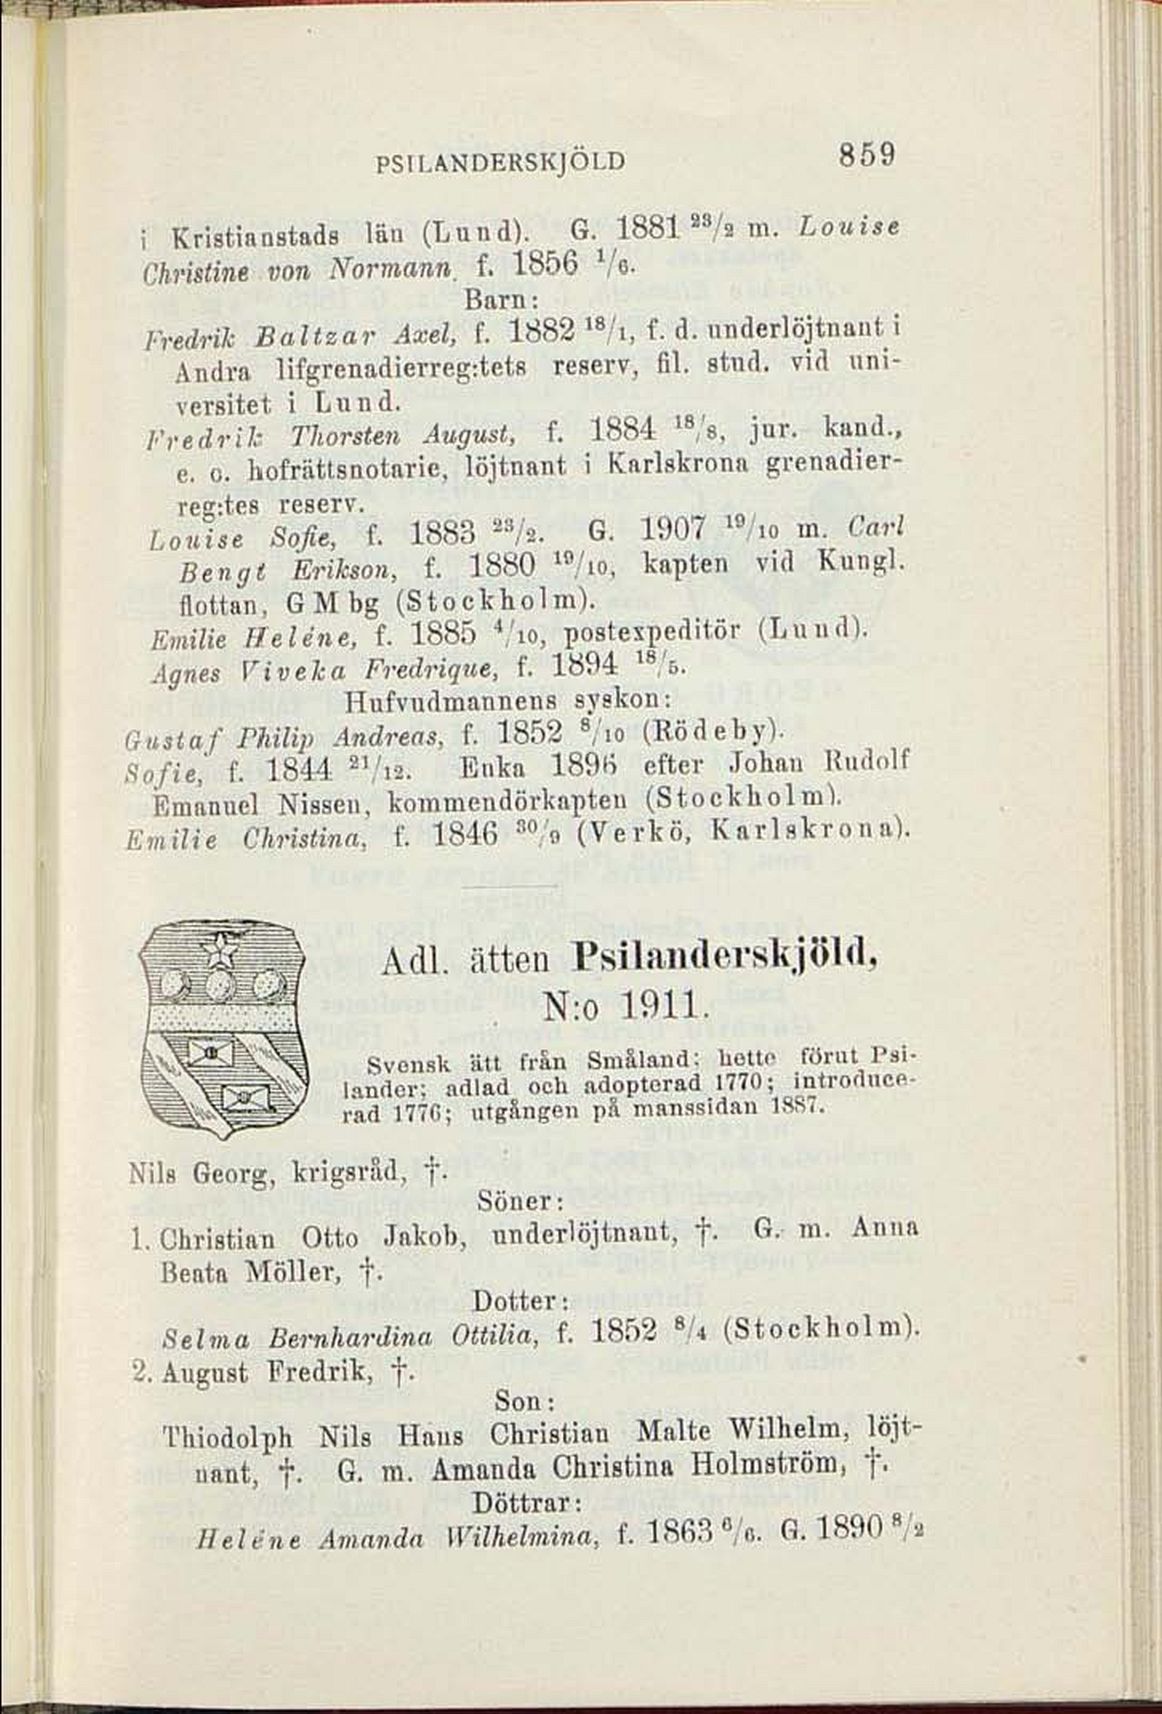 PSILANDERSKJÖLD 859
i Kristianstads län (Lund). G. 1881 23/2 m. Louise
Christine von Normann, f. 1856 1/6.
Barn:
Fredrik Baltzar Axel, f. 1882 18/1, f. d. underlöjtnant i
Andra lifgrenadierreg:tets reserv, fil. stud. vid uni-
versitet i Lund.
Fredrik Thorsten August, f. 1884 18/8, jur. kand.,
e. o. hofrättsnotarie, löjtnant i Karlskrona grenadier-
reg:tes reserv.
Louise Sofie, f. 1883 23/2. G. 1907 19/10 m. Carl
Bengt Erikson, f. 1880 19/10, kapten vid Kungl.
flottan, G M bg (Stockholm).
Emilie Heléne, f. 1885 4/10, postexpeditör (Lund).
Agnes Viveka Fredrique, f. 1894 18/5.
Hufvudmannens syskon:
Gustaf Philip Andreas, f. 1852 8/10 (Rödeby).
Sofie, f. 1844 21/12. Enka 1896 efter Johan Rudolf
Emanuel Nissen, kommendörkapten (Stockholm).
Emilie Christina, f. 1846 30/9 (Verkö, Karlskrona).
Adl. ätten Psilanderskjöld,
N:o 1911.
Svensk ätt från Småland; hette förut Psi-
lander; adlad och adopterad 1770; introduce-
rad 1776; utgången på manssidan 1887.
Nils Georg, krigsråd, †.
Söner:
1. Christian Otto Jakob, underlöjtnant, †. G. m. Anna
Beata Möller, †.
Dotter:
Selma Bernhardina Ottilia, f. 1852 8/4 (Stockholm).
2. August Fredrik, †.
Son:
Thiodolph Nils Hans Christian Malte Wilhelm, löjt-
nant, †. G. m. Amanda Christina Holmström, †.
Döttrar:
Heléne Amanda Wilhelmina, f. 1863 6/6. G. 1890 8/2